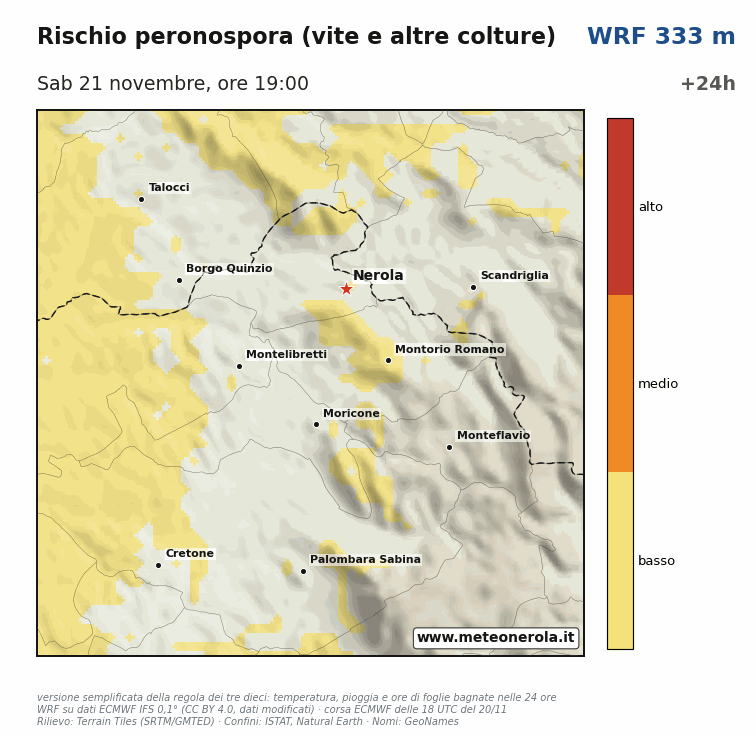 Rischio peronospora (vite e altre colture)
WRF 333 m
Sab 21 novembre, ore 19:00
+24h
Talocci
Borgo Quinzio
Nerola
Scandriglia
Montelibretti
Montorio Romano
Moricone
Monteflavio
Cretone
Palombara Sabina
www.meteonerola.it
alto
medio
basso
versione semplificata della regola dei tre dieci: temperatura, pioggia e ore di foglie bagnate nelle 24 ore
WRF su dati ECMWF IFS 0,1° (CC BY 4.0, dati modificati) · corsa ECMWF delle 18 UTC del 20/11
Rilievo: Terrain Tiles (SRTM/GMTED) · Confini: ISTAT, Natural Earth · Nomi: GeoNames